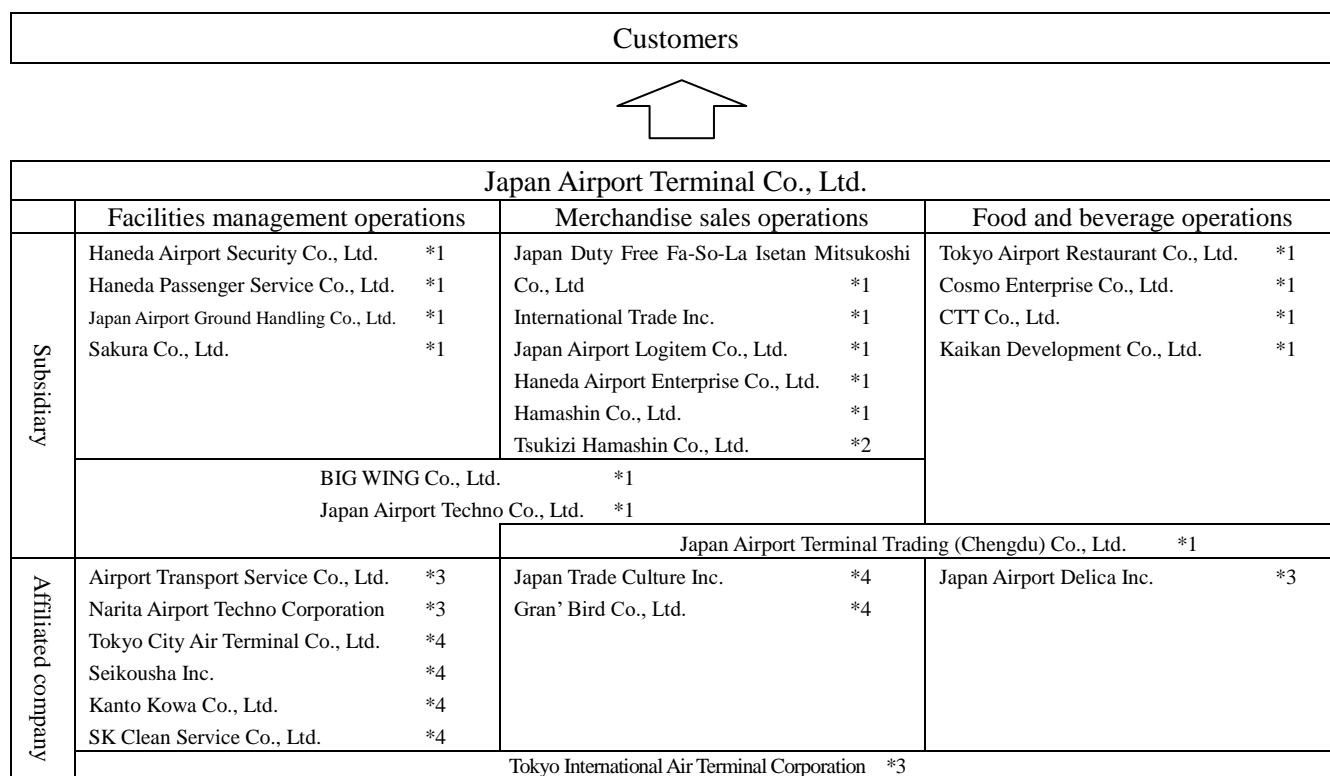 Customers
Japan Airport Terminal Co., Ltd.
Facilities management operations
Merchandise sales operations
Food and beverage operations
Subsidiary
Haneda Airport Security Co., Ltd. *1
Haneda Passenger Service Co., Ltd. *1
Japan Airport Ground Handling Co., Ltd. *1
Sakura Co., Ltd. *1
Japan Duty Free Fa-So-La Isetan Mitsukoshi
Co., Ltd *1
International Trade Inc. *1
Japan Airport Logitem Co., Ltd. *1
Haneda Airport Enterprise Co., Ltd. *1
Hamashin Co., Ltd. *1
Tsukizi Hamashin Co., Ltd. *2
Tokyo Airport Restaurant Co., Ltd. *1
Cosmo Enterprise Co., Ltd. *1
CTT Co., Ltd. *1
Kaikan Development Co., Ltd. *1
BIG WING Co., Ltd. *1
Japan Airport Techno Co., Ltd. *1
Japan Airport Terminal Trading (Chengdu) Co., Ltd. *1
Affiliated company
Airport Transport Service Co., Ltd. *3
Narita Airport Techno Corporation *3
Tokyo City Air Terminal Co., Ltd. *4
Seikousha Inc. *4
Kanto Kowa Co., Ltd. *4
SK Clean Service Co., Ltd. *4
Japan Trade Culture Inc. *4
Gran' Bird Co., Ltd. *4
Japan Airport Delica Inc. *3
Tokyo International Air Terminal Corporation *3